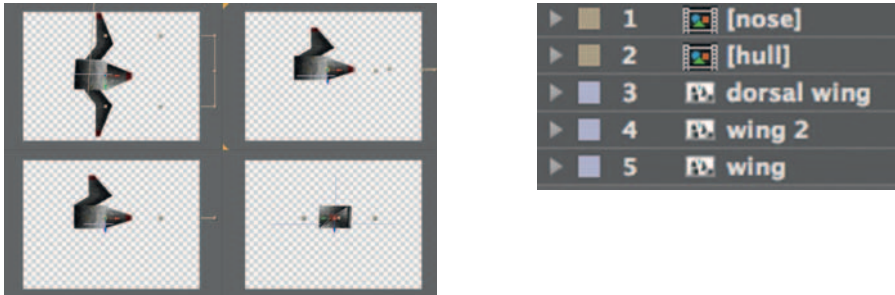 1 [nose]
2 [hull]
3 dorsal wing
4 wing 2
5 wing